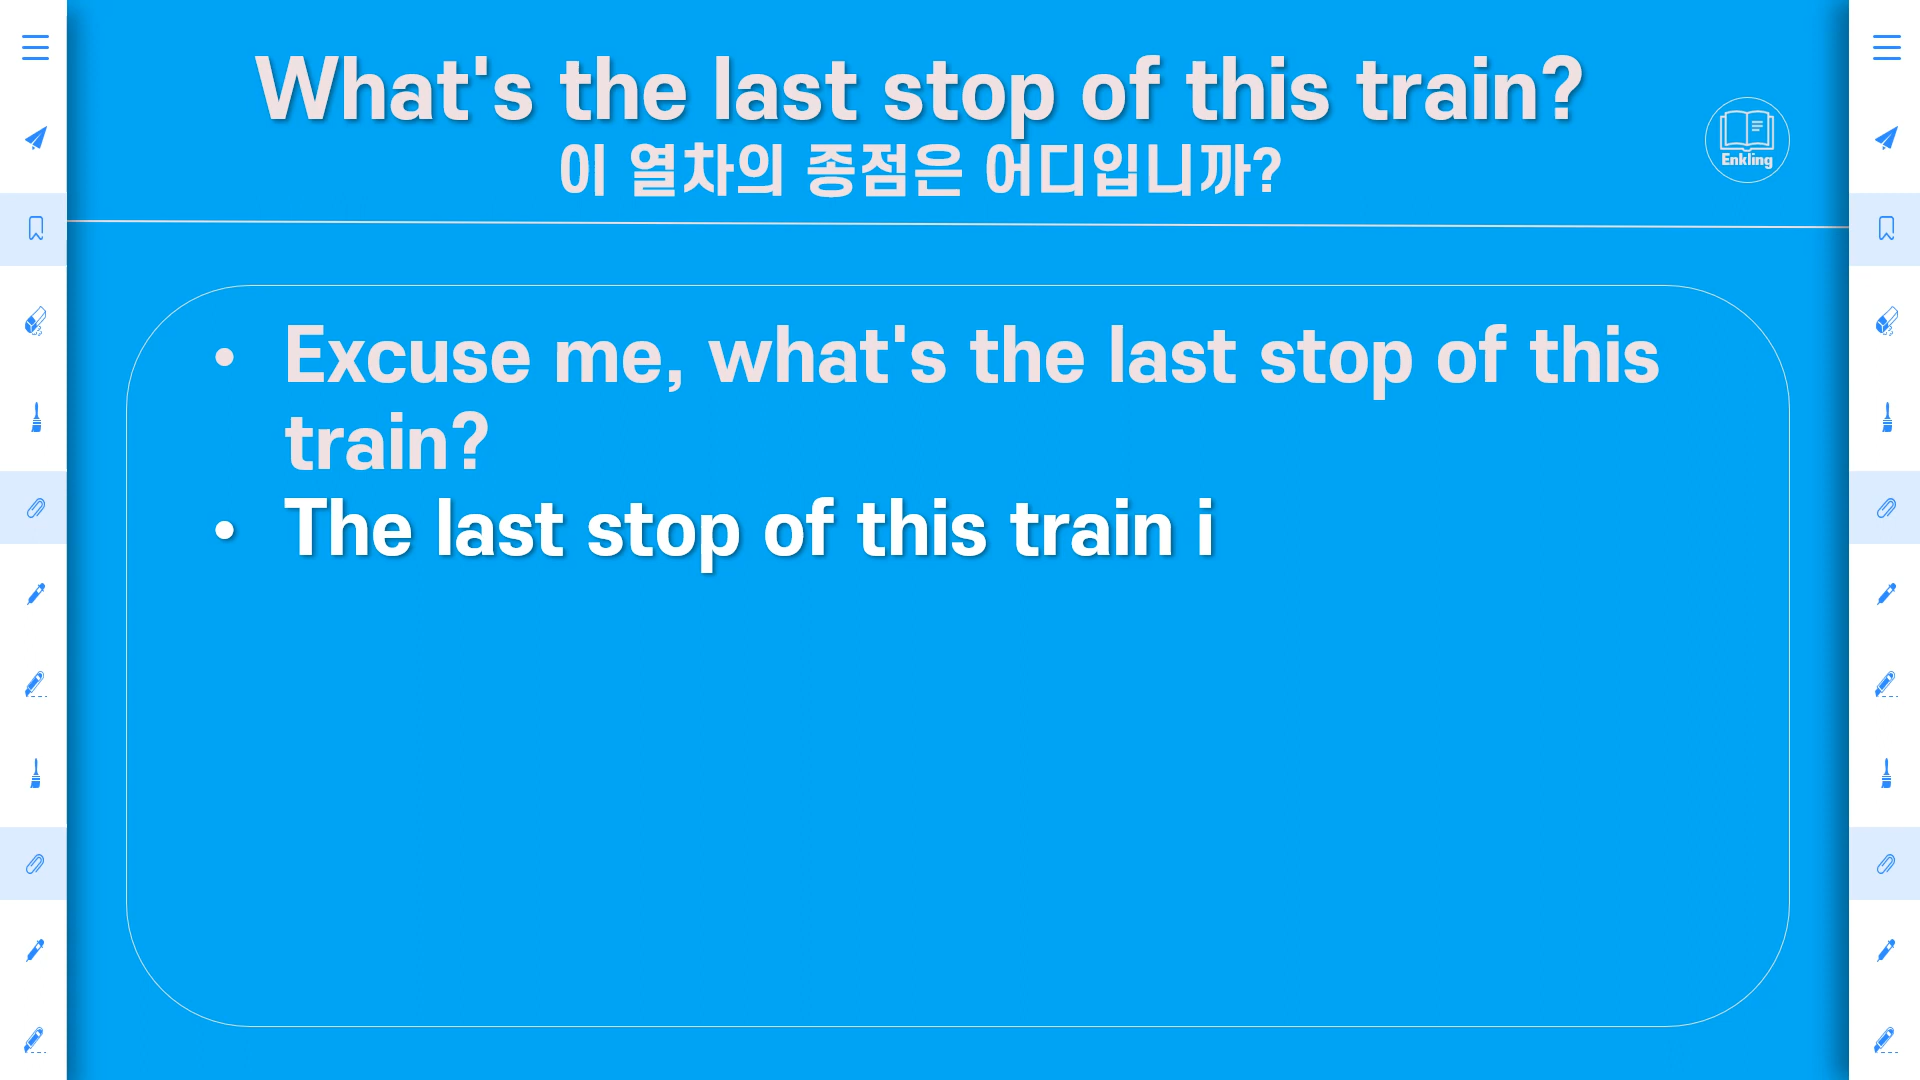 What's the last stop of this train?
이 열차의 종점은 어디입니까?
Enkling
• Excuse me, what's the last stop of this
train?
• The last stop of this train i